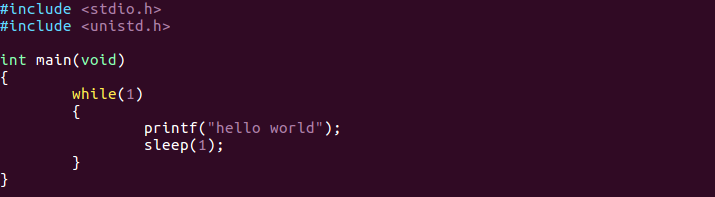 #include <stdio.h>
#include <unistd.h>

int main(void)
{
        while(1)
        {
                printf("hello world");
                sleep(1);
        }
}